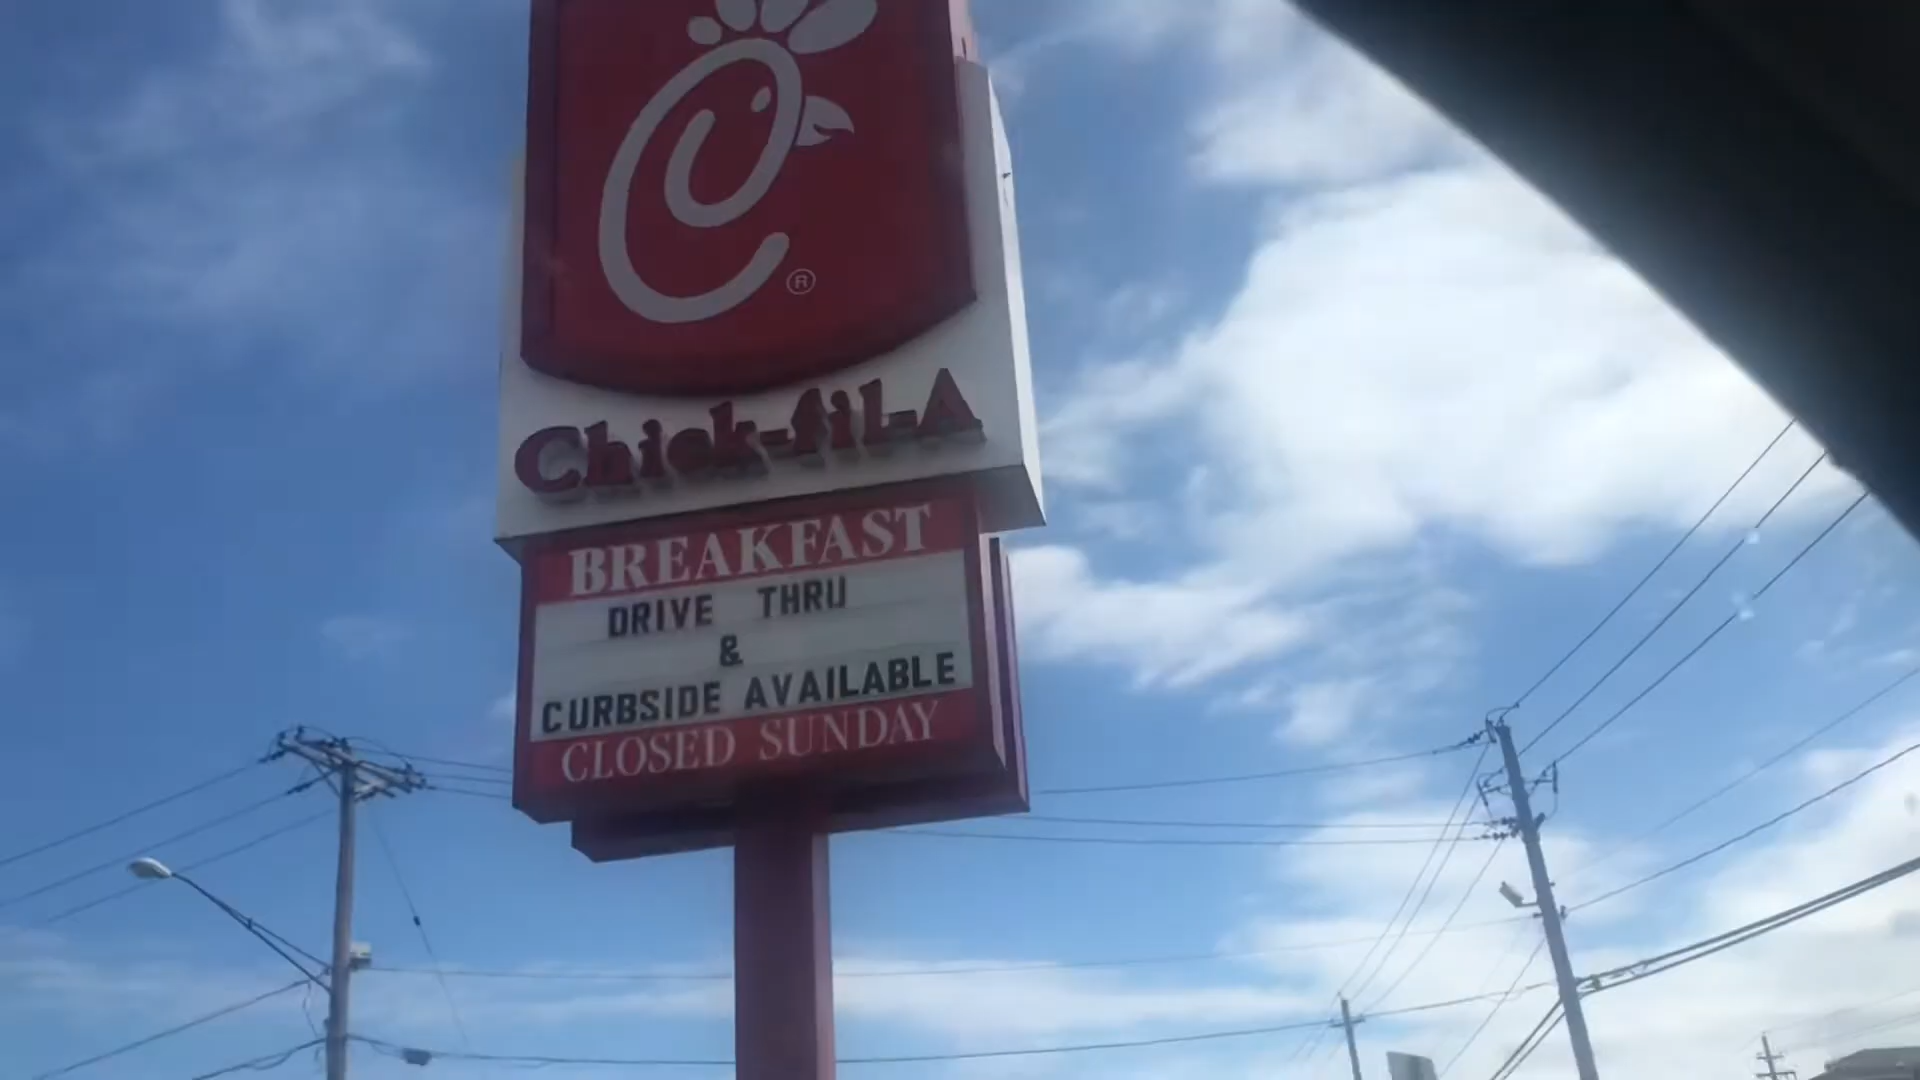 Chick-fil-A
BREAKFAST
DRIVE THRU
&
CURBSIDE AVAILABLE
CLOSED SUNDAY